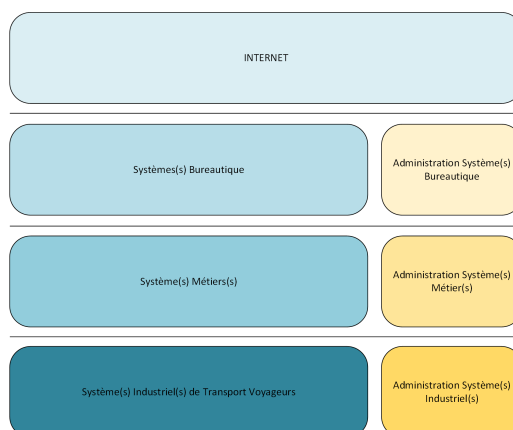 INTERNET
Systèmes(s) Bureautique
Administration Système(s)
Bureautique
Système(s) Métiers(s)
Administration Système(s)
Métier(s)
Système(s) Industriel(s) de Transport Voyageurs
Administration Système(s)
Industriel(s)